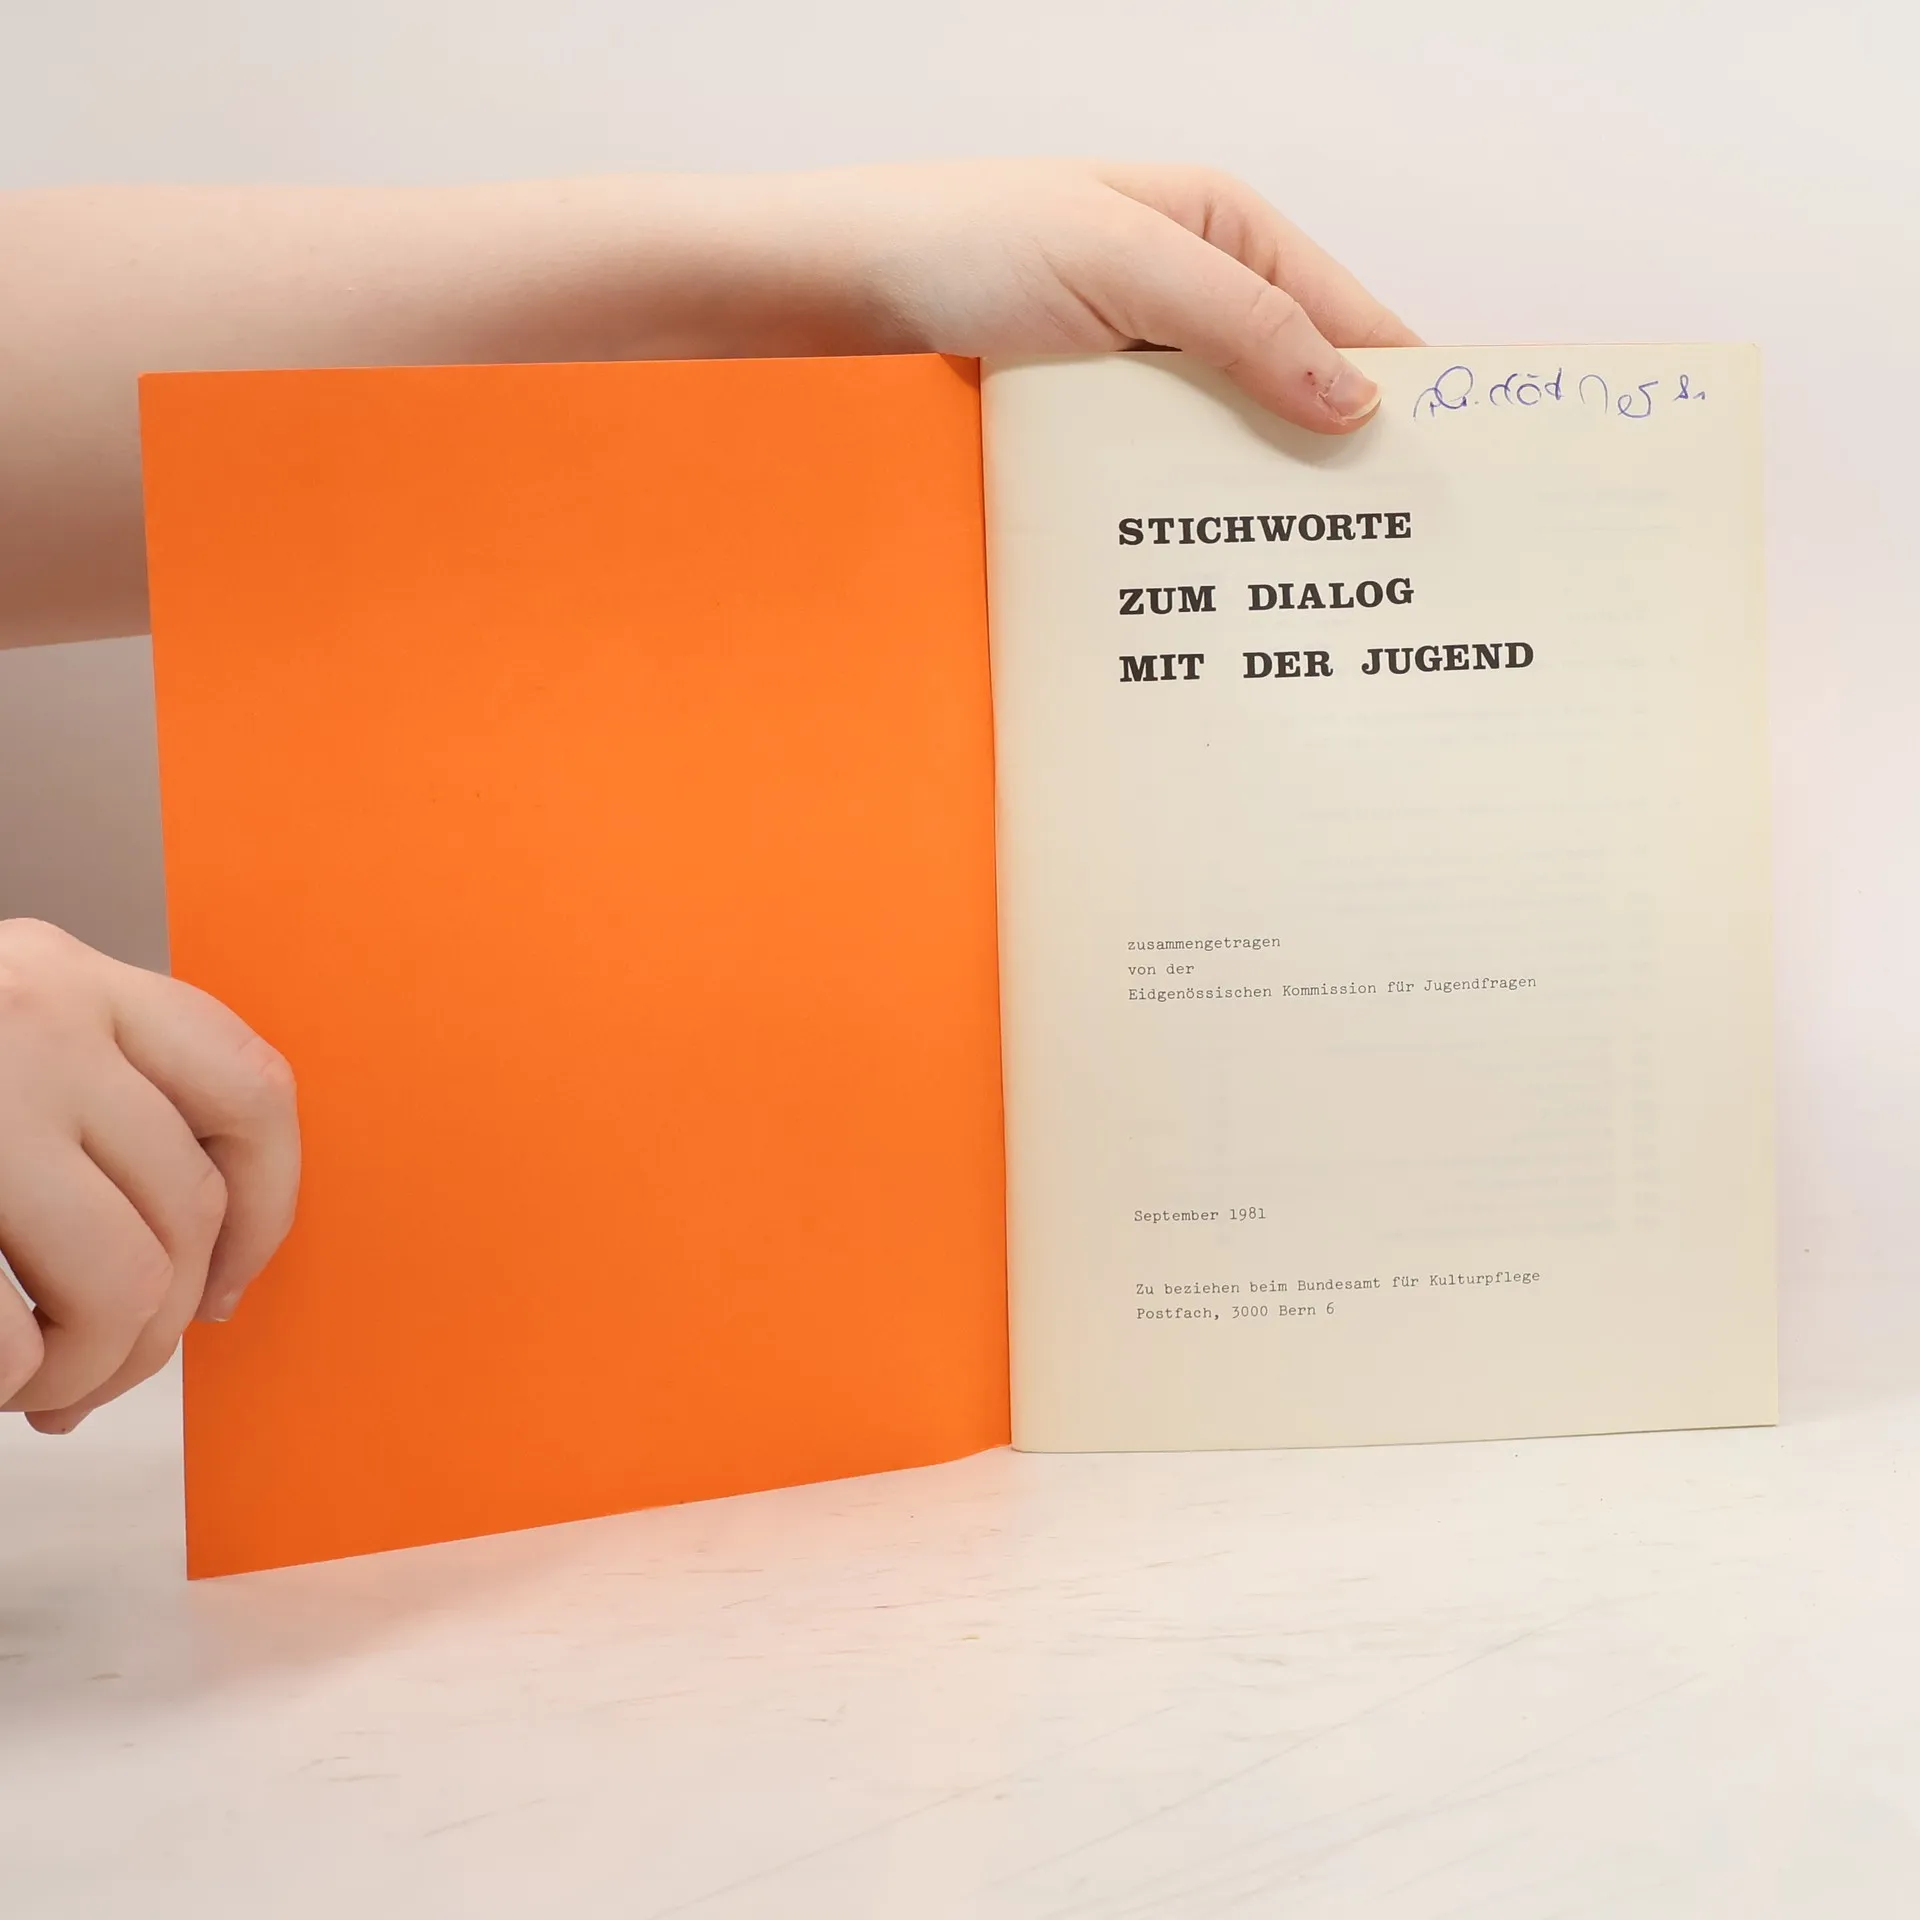 STICHWORTE
ZUM DIALOG
MIT DER JUGEND
zusammengetragen
von der
Eidgenössischen Kommission für Jugendfragen
September 1981
Zu beziehen beim Bundesamt für Kulturpflege
Postfach, 3000 Bern 6